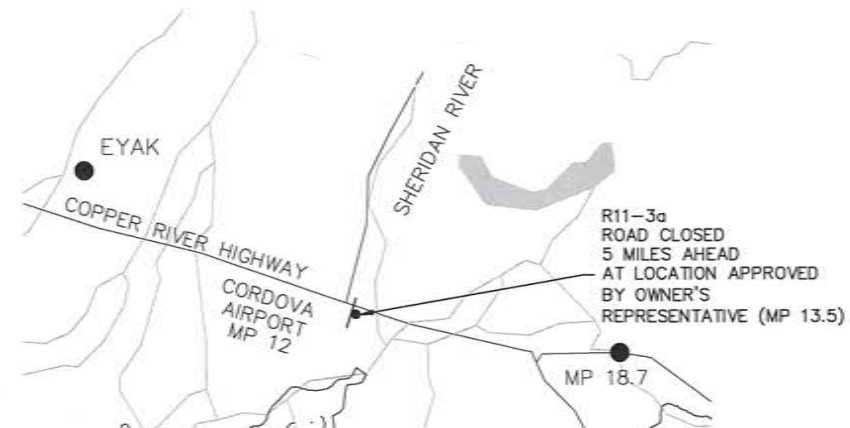 EYAK
SHERIDAN RIVER
COPPER RIVER HIGHWAY
CORDOVA
AIRPORT
MP 12
R11-3a
ROAD CLOSED
5 MILES AHEAD
AT LOCATION APPROVED
BY OWNER'S
REPRESENTATIVE (MP 13.5)
MP 18.7